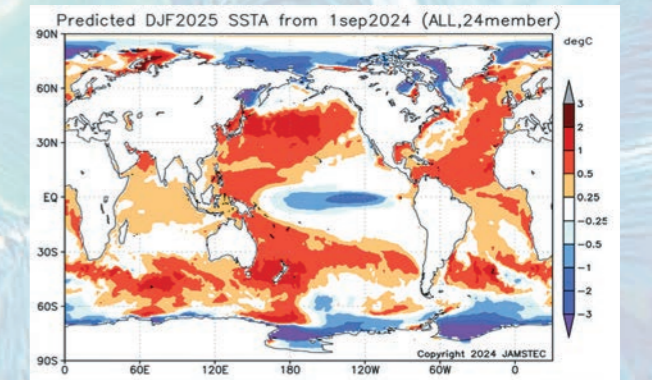 Predicted DJF2025 SSTA from 1sep2024 (ALL,24member)
degC
90N
60N
30N
EQ
30S
60S
90S
3
2
1
0.5
0.25
-0.25
-0.5
-1
-2
-3
Copyright 2024 JAMSTEC
0 60E 120E 180 120W 60W 0